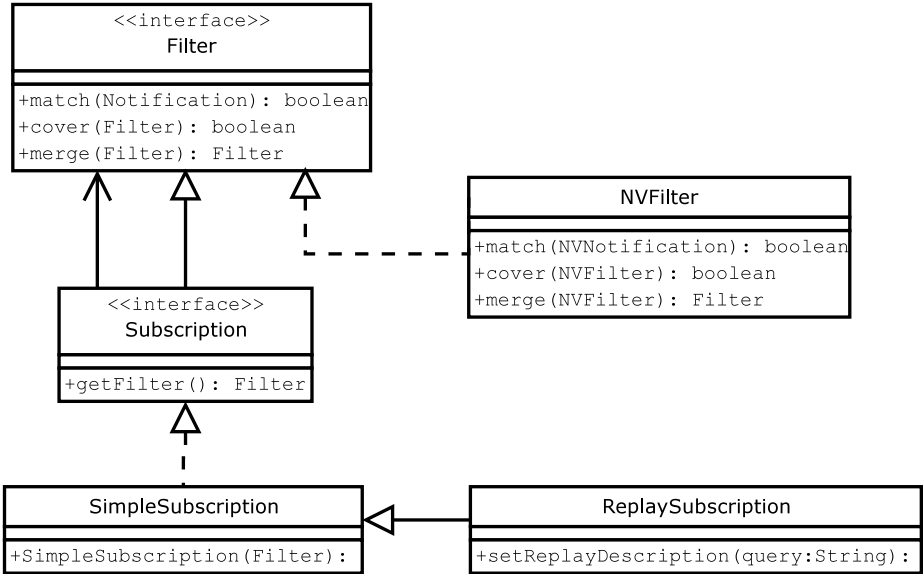 <<interface>>
Filter
+match(Notification): boolean
+cover(Filter): boolean
+merge(Filter): Filter
NVFilter
+match(NVNotification): boolean
+cover(NVFilter): boolean
+merge(NVFilter): Filter
<<interface>>
Subscription
+getFilter(): Filter
SimpleSubscription
+SimpleSubscription(Filter):
ReplaySubscription
+setReplayDescription(query:String):